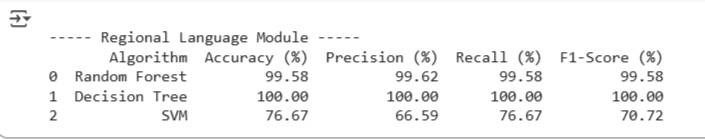 ----- Regional Language Module -----
Algorithm Accuracy (%) Precision (%) Recall (%) F1-Score (%)
0 Random Forest 99.58 99.62 99.58 99.58
1 Decision Tree 100.00 100.00 100.00 100.00
2 SVM 76.67 66.59 76.67 70.72